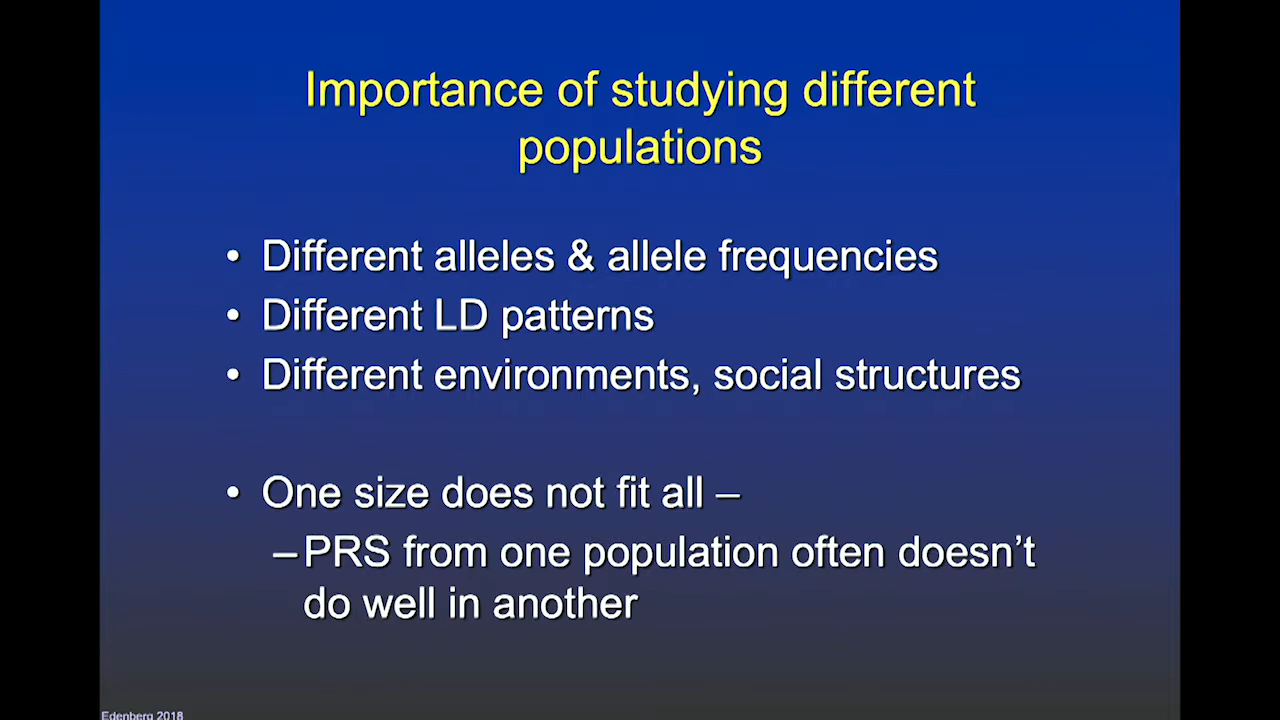 Importance of studying different
populations
• Different alleles & allele frequencies
• Different LD patterns
• Different environments, social structures
• One size does not fit all –
–PRS from one population often doesn’t
do well in another
Edenberg 2018